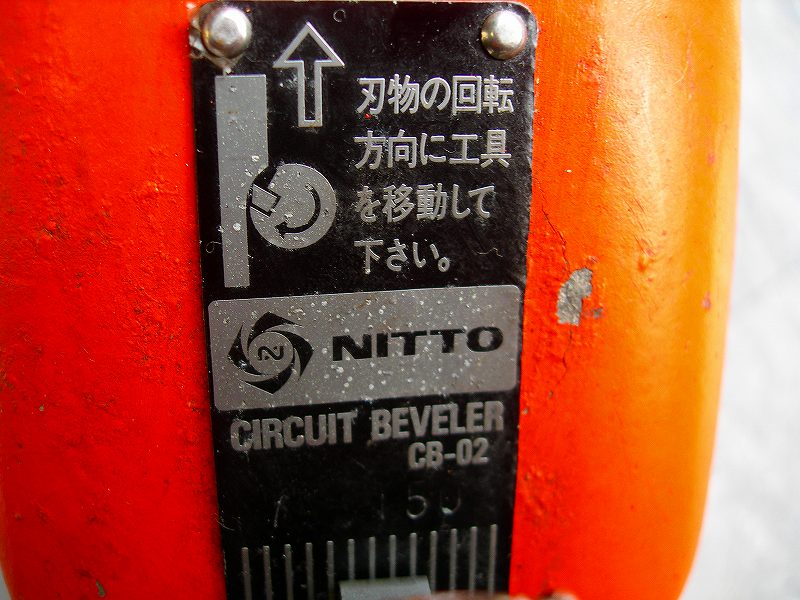 刃物の回転
方向に工具
を移動して
下さい。
NITTO
CIRCUIT BEVELER
CB-02